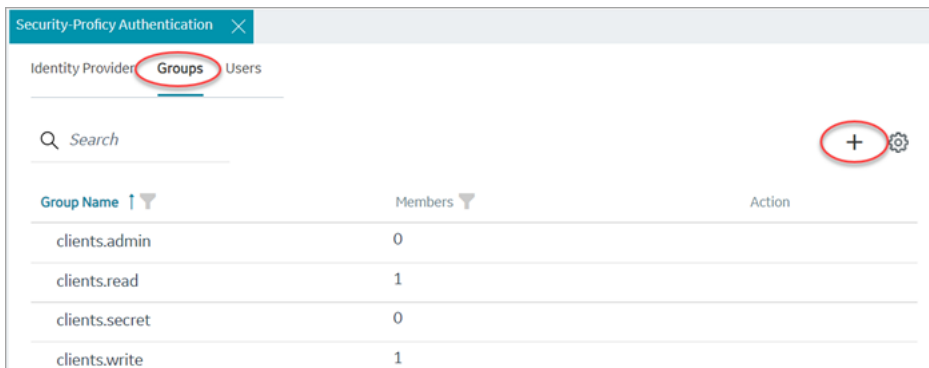 Security-Proficy Authentication
Identity Provider Groups Users
Search
Group Name Members Action
clients.admin 0
clients.read 1
clients.secret 0
clients.write 1